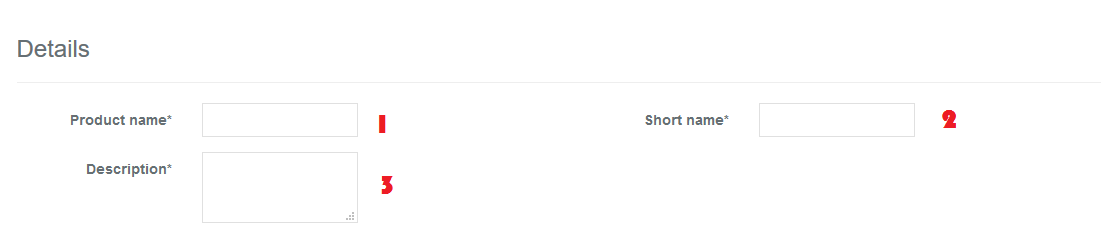 Details
Product name* 1 Short name* 2
Description* 3